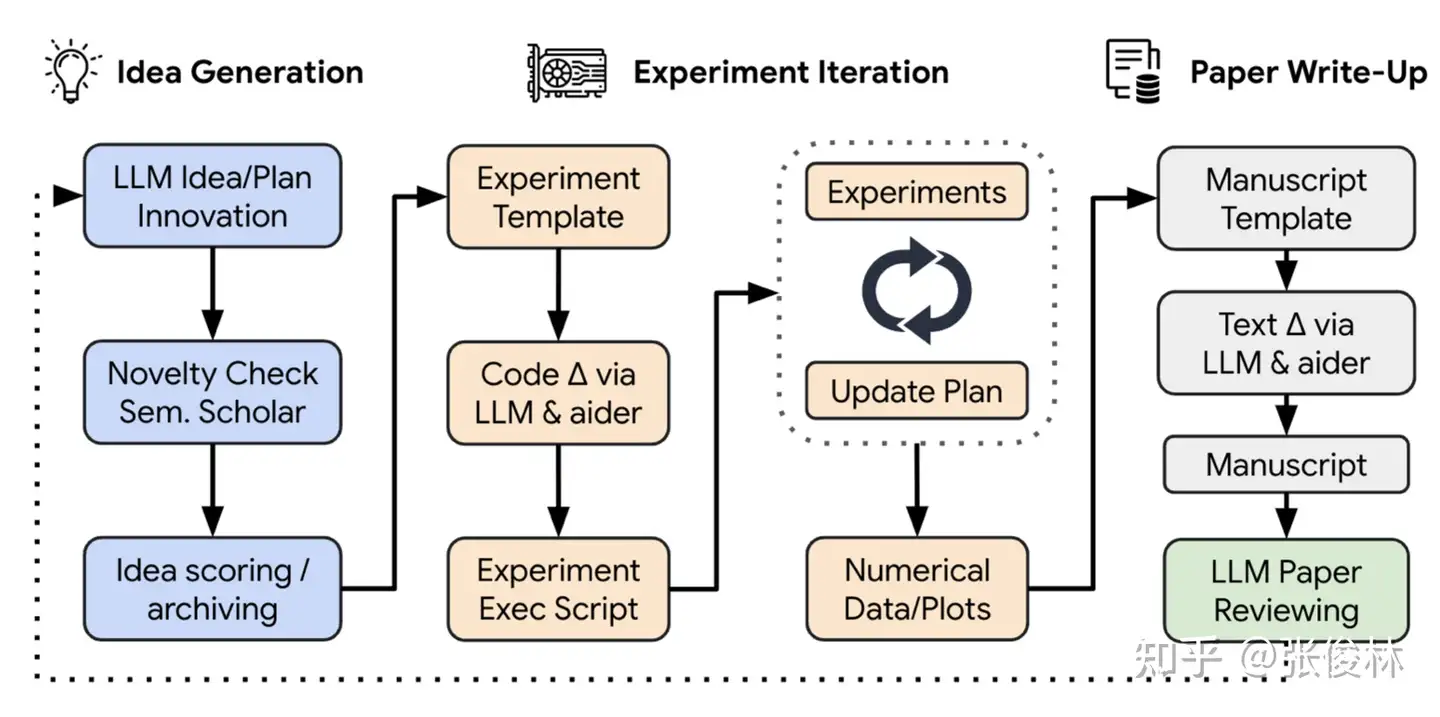 Idea Generation
Experiment Iteration
Paper Write-Up
LLM Idea/Plan
Innovation
Novelty Check
Sem. Scholar
Idea scoring /
archiving
Experiment
Template
Code Δ via
LLM & aider
Experiment
Exec Script
Experiments
Update Plan
Numerical
Data/Plots
Manuscript
Template
Text Δ via
LLM & aider
Manuscript
LLM Paper
Reviewing
知乎 @张俊林